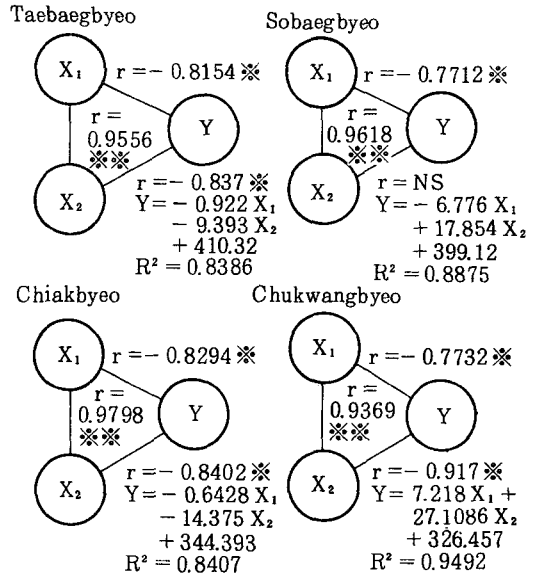 Taebaegbyeo
X₁
r=− 0.8154 ※
r =
0.9556
※※
Y
X₂
r=− 0.837 ※
Y=− 0.922 X₁
− 9.393 X₂
+ 410.32
R² = 0.8386
Sobaegbyeo
X₁
r=− 0.7712 ※
r =
0.9618
※※
Y
X₂
r = NS
Y=− 6.776 X₁
+ 17.854 X₂
+ 399.12
R² = 0.8875
Chiakbyeo
X₁
r=− 0.8294 ※
r =
0.9798
※※
Y
X₂
r=− 0.8402 ※
Y=− 0.6428 X₁
− 14.375 X₂
+ 344.393
R² = 0.8407
Chukwangbyeo
X₁
r=− 0.7732 ※
r =
0.9369
※※
Y
X₂
r=− 0.917 ※
Y= 7.218 X₁ +
27.1086 X₂
+ 326.457
R² = 0.9492